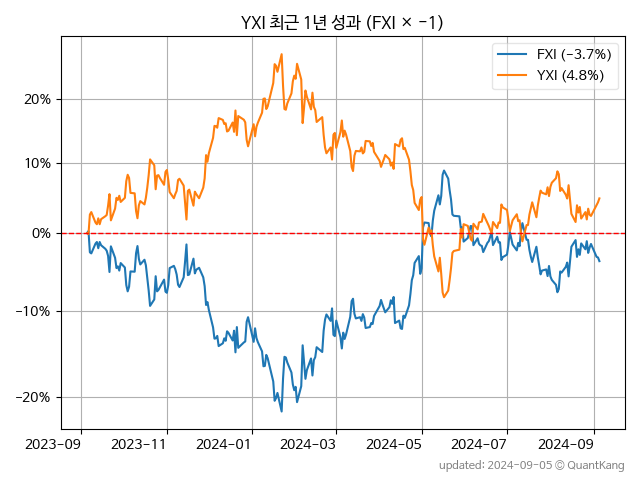 YXI 최근 1년 성과 (FXI × -1)
FXI (-3.7%)
YXI (4.8%)
20%
10%
0%
-10%
-20%
2023-09 2023-11 2024-01 2024-03 2024-05 2024-07 2024-09
updated: 2024-09-05 © QuantKang